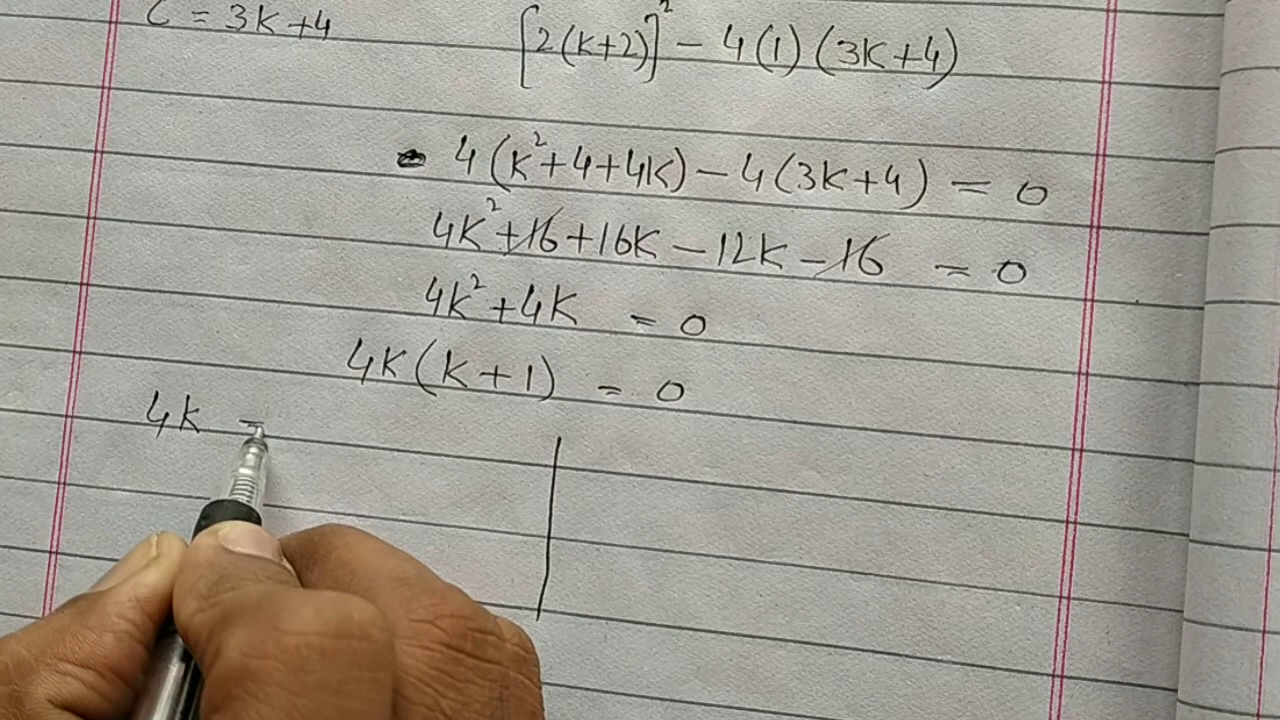 C = 3K+4
[2(K+2)]² - 4(1)(3K+4)
4(K²+4+4K) - 4(3K+4) = 0
4K²+16+16K - 12K - 16 = 0
4K²+4K = 0
4K(K+1) = 0
4K =